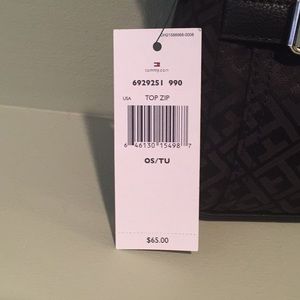 tommy.com
6929251 990
USA TOP ZIP
6 46130 15498 7
OS/TU
$65.00